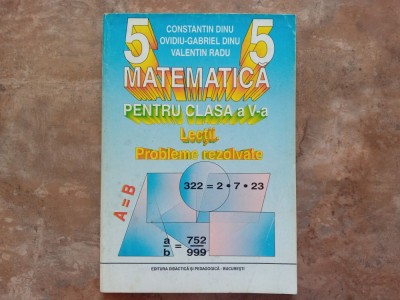 5 CONSTANTIN DINU 5
OVIDIU-GABRIEL DINU
VALENTIN RADU
MATEMATICA
PENTRU CLASA a V-a
Lecții
Probleme rezolvate
322 = 2 • 7 • 23
A = B
a/b = 752/999
EDITURA DIDACTICĂ ȘI PEDAGOGICĂ - BUCUREȘTI